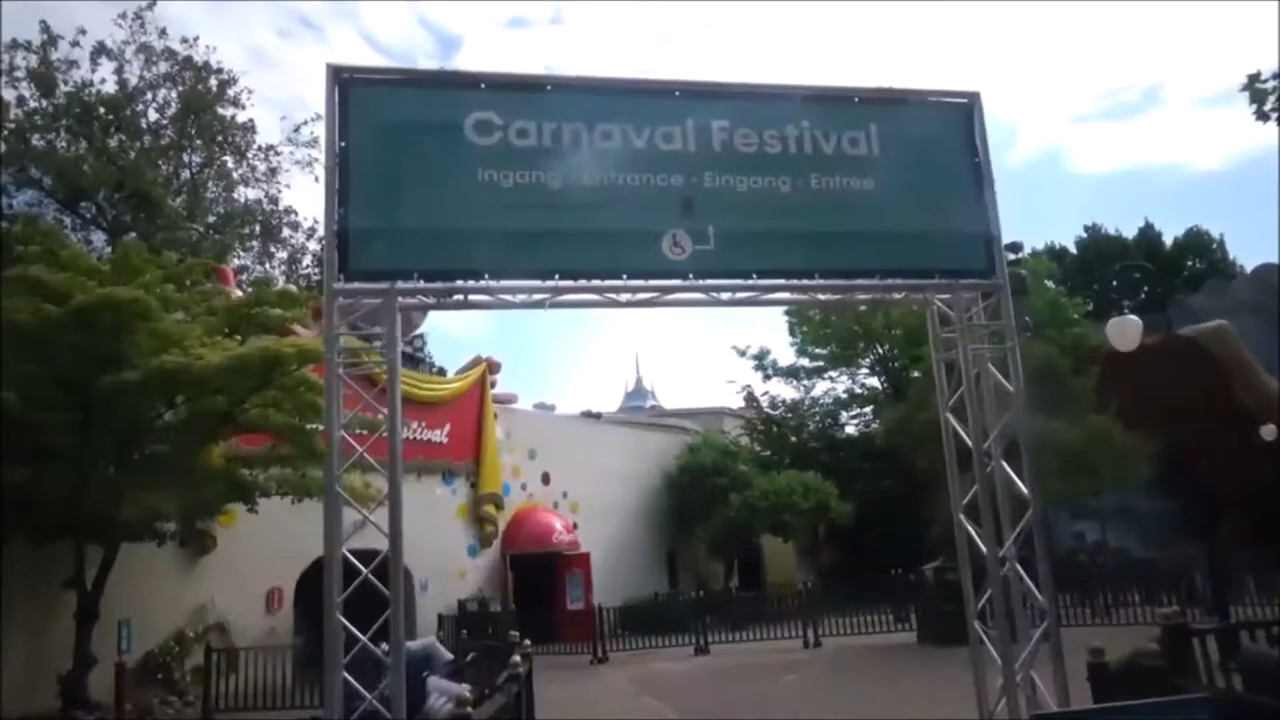 Carnaval Festival
Ingang · Entrance · Eingang · Entrée
Festival